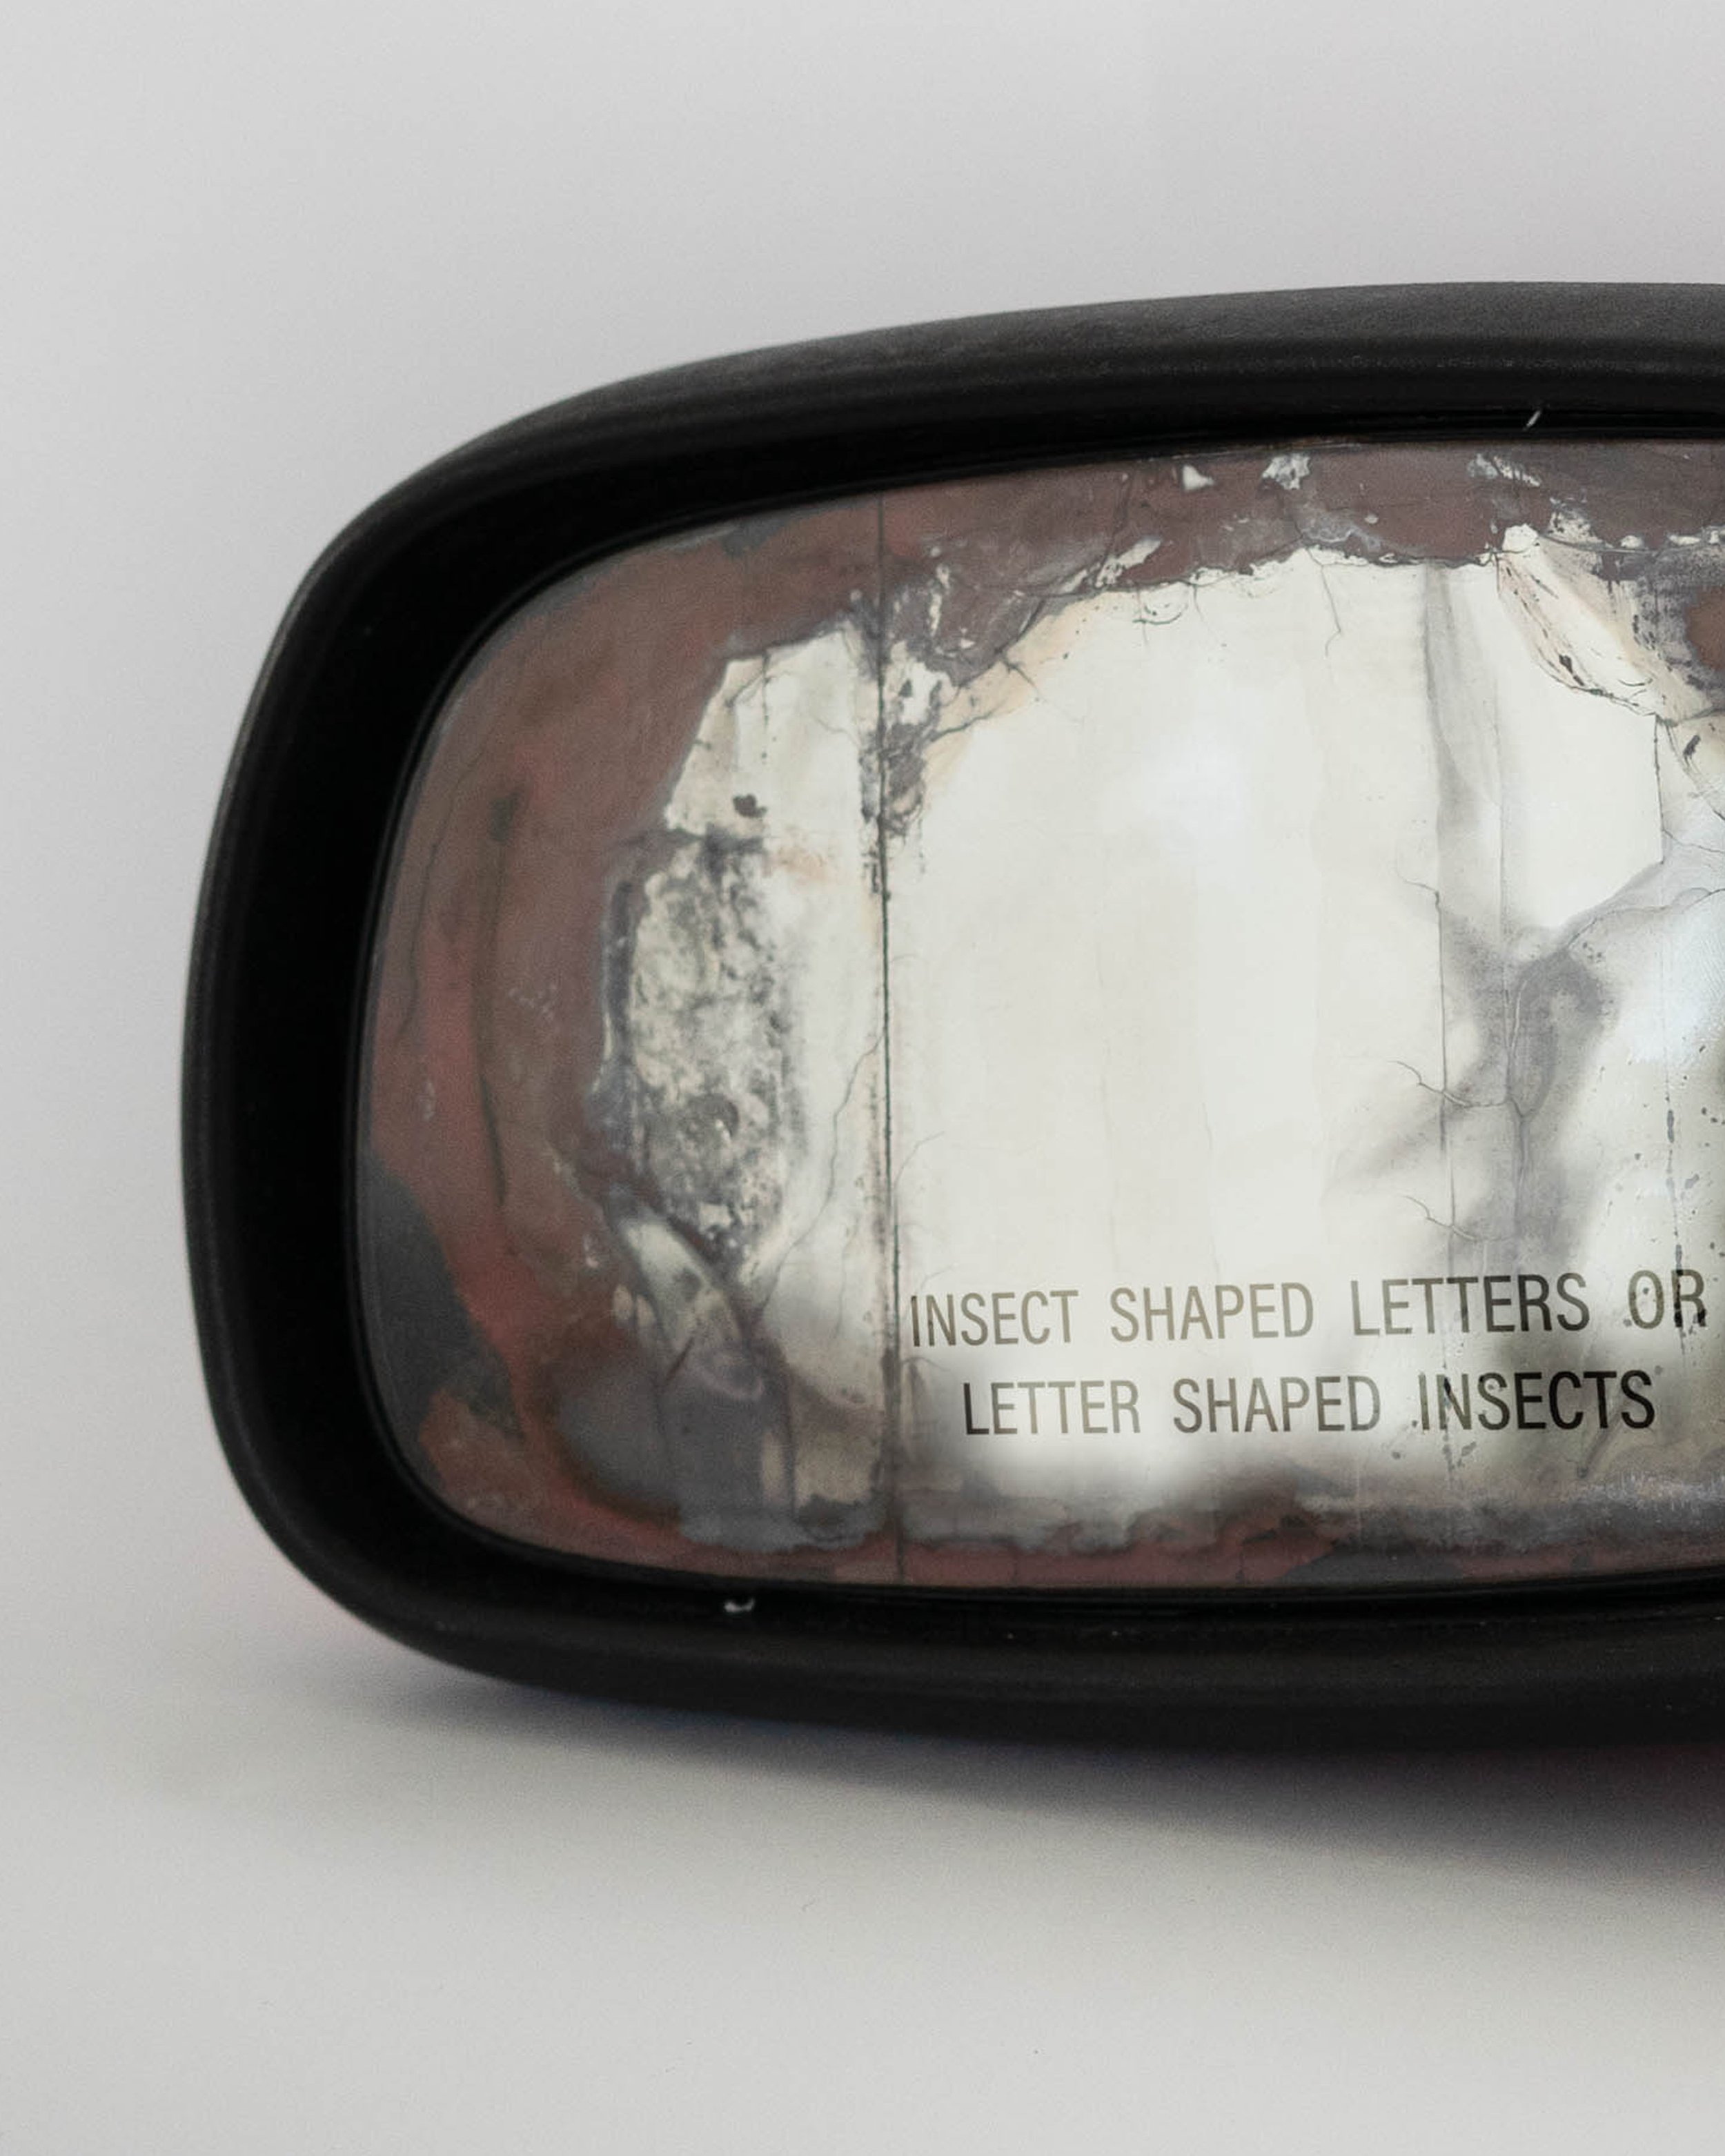 INSECT SHAPED LETTERS OR
LETTER SHAPED INSECTS